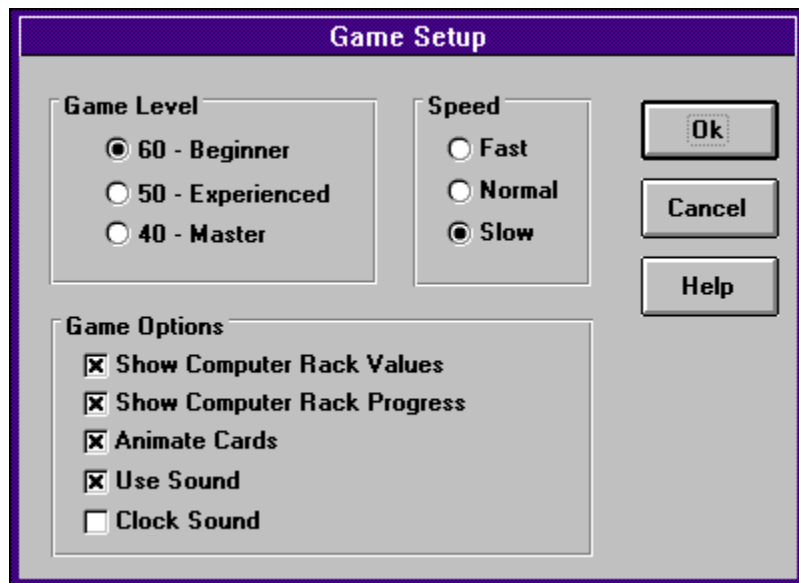 Game Setup
Game Level
60 - Beginner
50 - Experienced
40 - Master
Speed
Fast
Normal
Slow
Ok
Cancel
Help
Game Options
Show Computer Rack Values
Show Computer Rack Progress
Animate Cards
Use Sound
Clock Sound